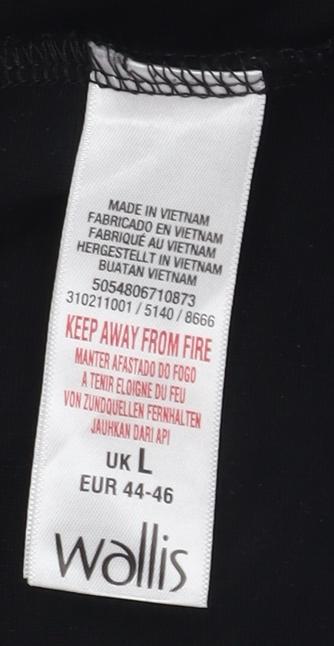 MADE IN VIETNAM
FABRICADO EN VIETNAM
FABRIQUÉ AU VIETNAM
HERGESTELLT IN VIETNAM
BUATAN VIETNAM
5054806710873
310211001 / 5140 / 8666
KEEP AWAY FROM FIRE
MANTER AFASTADO DO FOGO
A TENIR ELOIGNE DU FEU
VON ZUNDQUELLEN FERNHALTEN
JAUHKAN DARI API
UK L
EUR 44-46
wallis